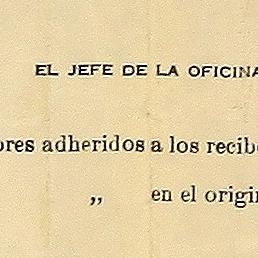 EL JEFE DE LA OFICINA
ores adheridos a los recib
„ en el origin